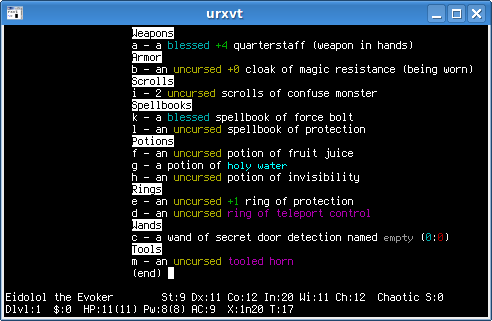 urxvt
Weapons
a - a blessed +4 quarterstaff (weapon in hands)
Armor
b - an uncursed +0 cloak of magic resistance (being worn)
Scrolls
i - 2 uncursed scrolls of confuse monster
Spellbooks
k - a blessed spellbook of force bolt
l - an uncursed spellbook of protection
Potions
f - an uncursed potion of fruit juice
g - a potion of holy water
h - an uncursed potion of invisibility
Rings
e - an uncursed +1 ring of protection
d - an uncursed ring of teleport control
Wands
c - a wand of secret door detection named empty (0:0)
Tools
m - an uncursed tooled horn
(end)
Eidolol the Evoker St:9 Dx:11 Co:12 In:20 Wi:11 Ch:12 Chaotic S:0
Dlvl:1 $:0 HP:11(11) Pw:8(8) AC:9 X:1n20 T:17